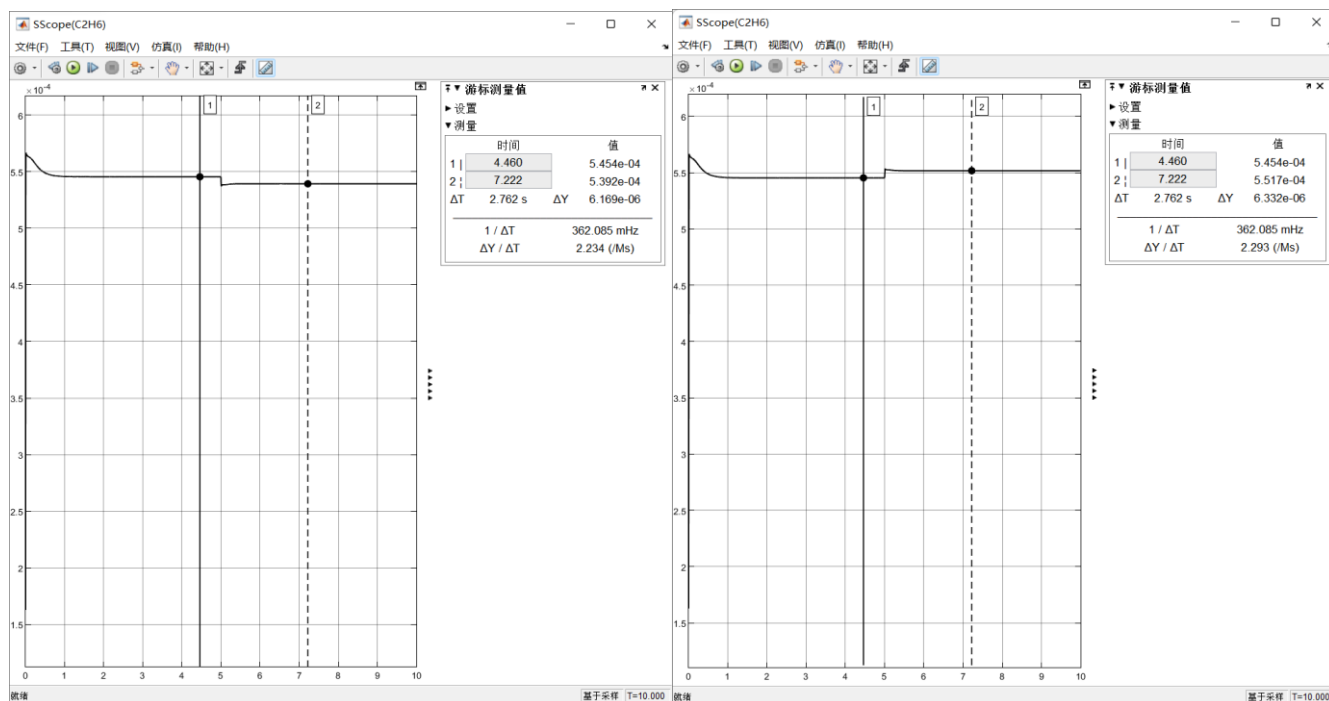 SScope(C2H6)
文件(F) 工具(T) 视图(V) 仿真(I) 帮助(H)
×10⁻⁴
6
5.5
5
4.5
4
3.5
3
2.5
2
1.5
0 1 2 3 4 5 6 7 8 9 10
1
2
游标测量值
设置
测量
时间 值
1 | 4.460 5.454e-04
2 ¦ 7.222 5.392e-04
ΔT 2.762 s ΔY 6.169e-06
1 / ΔT 362.085 mHz
ΔY / ΔT 2.234 (/Ms)
就绪
基于采样 T=10.000
SScope(C2H6)
文件(F) 工具(T) 视图(V) 仿真(I) 帮助(H)
×10⁻⁴
6
5.5
5
4.5
4
3.5
3
2.5
2
1.5
0 1 2 3 4 5 6 7 8 9 10
1
2
游标测量值
设置
测量
时间 值
1 | 4.460 5.454e-04
2 ¦ 7.222 5.517e-04
ΔT 2.762 s ΔY 6.332e-06
1 / ΔT 362.085 mHz
ΔY / ΔT 2.293 (/Ms)
就绪
基于采样 T=10.000